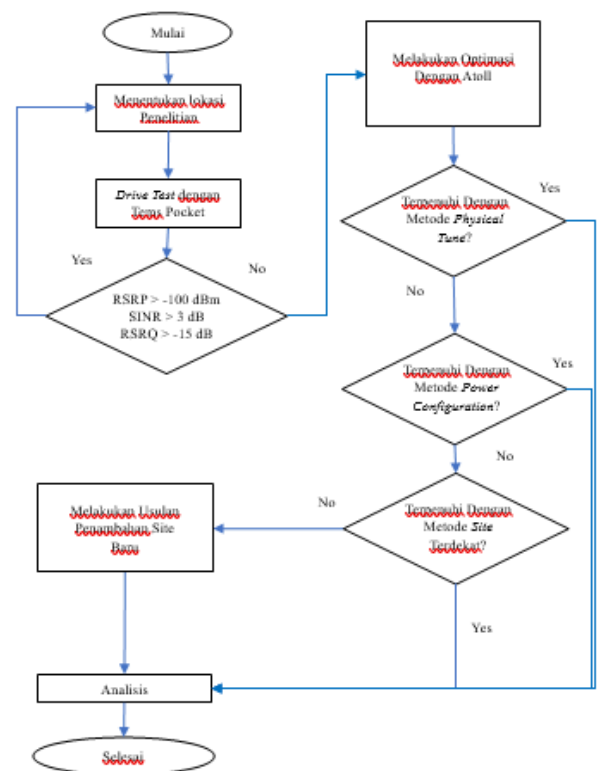 Mulai
Menentukan lokasi
Penelitian
Drive Test dengan
Tems Pocket
Yes
No
RSRP > -100 dBm
SINR > 3 dB
RSRQ > -15 dB
Melakukan Optimasi
Dengan Atoll
Terpenuhi Dengan
Metode Physical
Tune?
Yes
No
Terpenuhi Dengan
Metode Power
Configuration?
Yes
No
Terpenuhi Dengan
Metode Site
Terdekat?
No
Yes
Melakukan Usulan
Penambahan Site
Baru
Analisis
Selesai